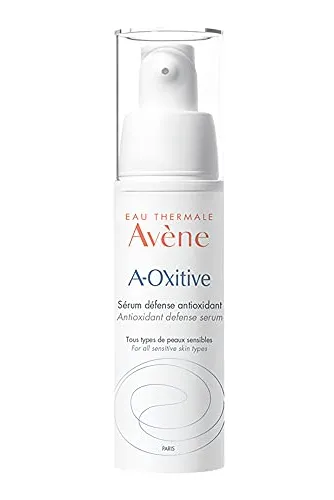 EAU THERMALE
Avène
A-Oxitive
Sérum défense antioxidant
Antioxidant defense serum
Tous types de peaux sensibles
For all sensitive skin types
PARIS